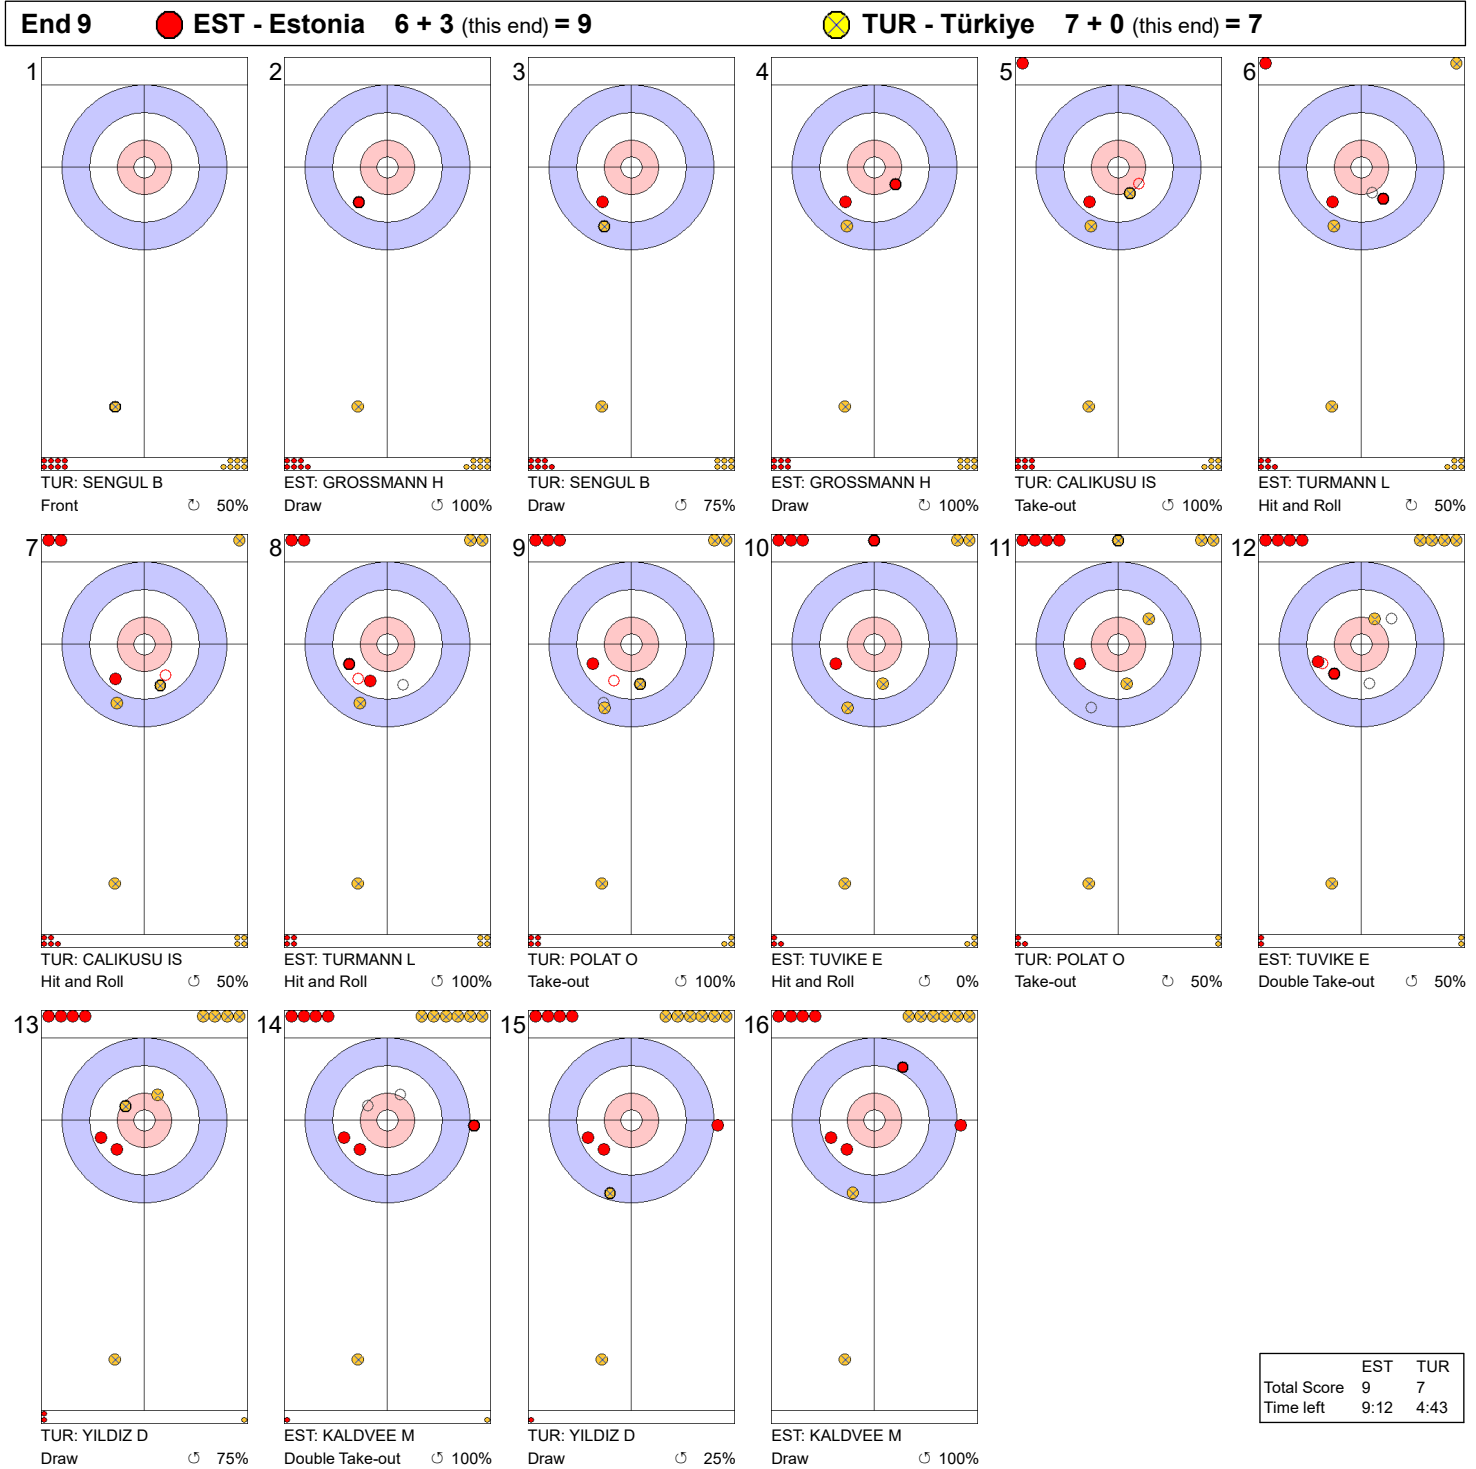 End 9 EST - Estonia 6 + 3 (this end) = 9 TUR - Türkiye 7 + 0 (this end) = 7
1 2 3 4 5 6
TUR: SENGUL B EST: GROSSMANN H TUR: SENGUL B EST: GROSSMANN H TUR: CALIKUSU IS EST: TURMANN L
Front ↻ 50% Draw ↺ 100% Draw ↺ 75% Draw ↻ 100% Take-out ↺ 100% Hit and Roll ↻ 50%
7 8 9 10 11 12
TUR: CALIKUSU IS EST: TURMANN L TUR: POLAT O EST: TUVIKE E TUR: POLAT O EST: TUVIKE E
Hit and Roll ↺ 50% Hit and Roll ↺ 100% Take-out ↺ 100% Hit and Roll ↺ 0% Take-out ↻ 50% Double Take-out ↺ 50%
13 14 15 16
TUR: YILDIZ D EST: KALDVEE M TUR: YILDIZ D EST: KALDVEE M
Draw ↺ 75% Double Take-out ↺ 100% Draw ↺ 25% Draw ↺ 100%
EST TUR
Total Score 9 7
Time left 9:12 4:43